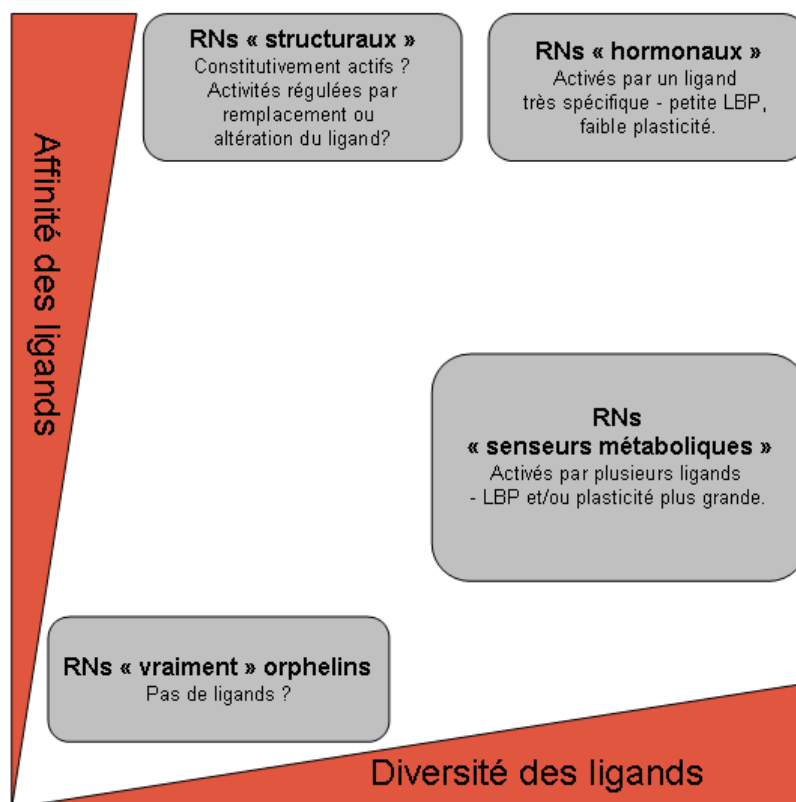 RNs « structuraux »
Constitutivement actifs ?
Activités régulées par
remplacement ou
altération du ligand?
RNs « hormonaux »
Activés par un ligand
très spécifique - petite LBP,
faible plasticité.
Affinité des ligands
RNs
« senseurs métaboliques »
Activés par plusieurs ligands
- LBP et/ou plasticité plus grande.
RNs « vraiment » orphelins
Pas de ligands ?
Diversité des ligands